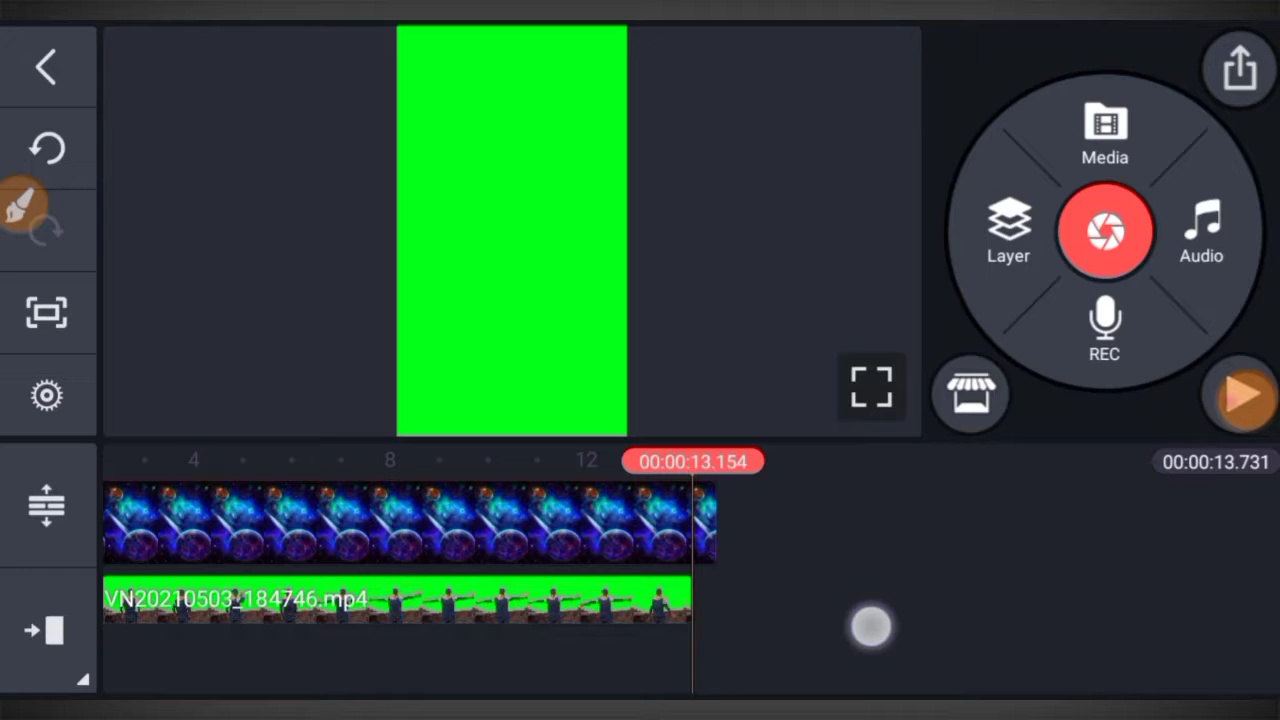 Media
Layer
Audio
REC
4
8
12
00:00:13.154
00:00:13.731
VN20210503_184746.mp4